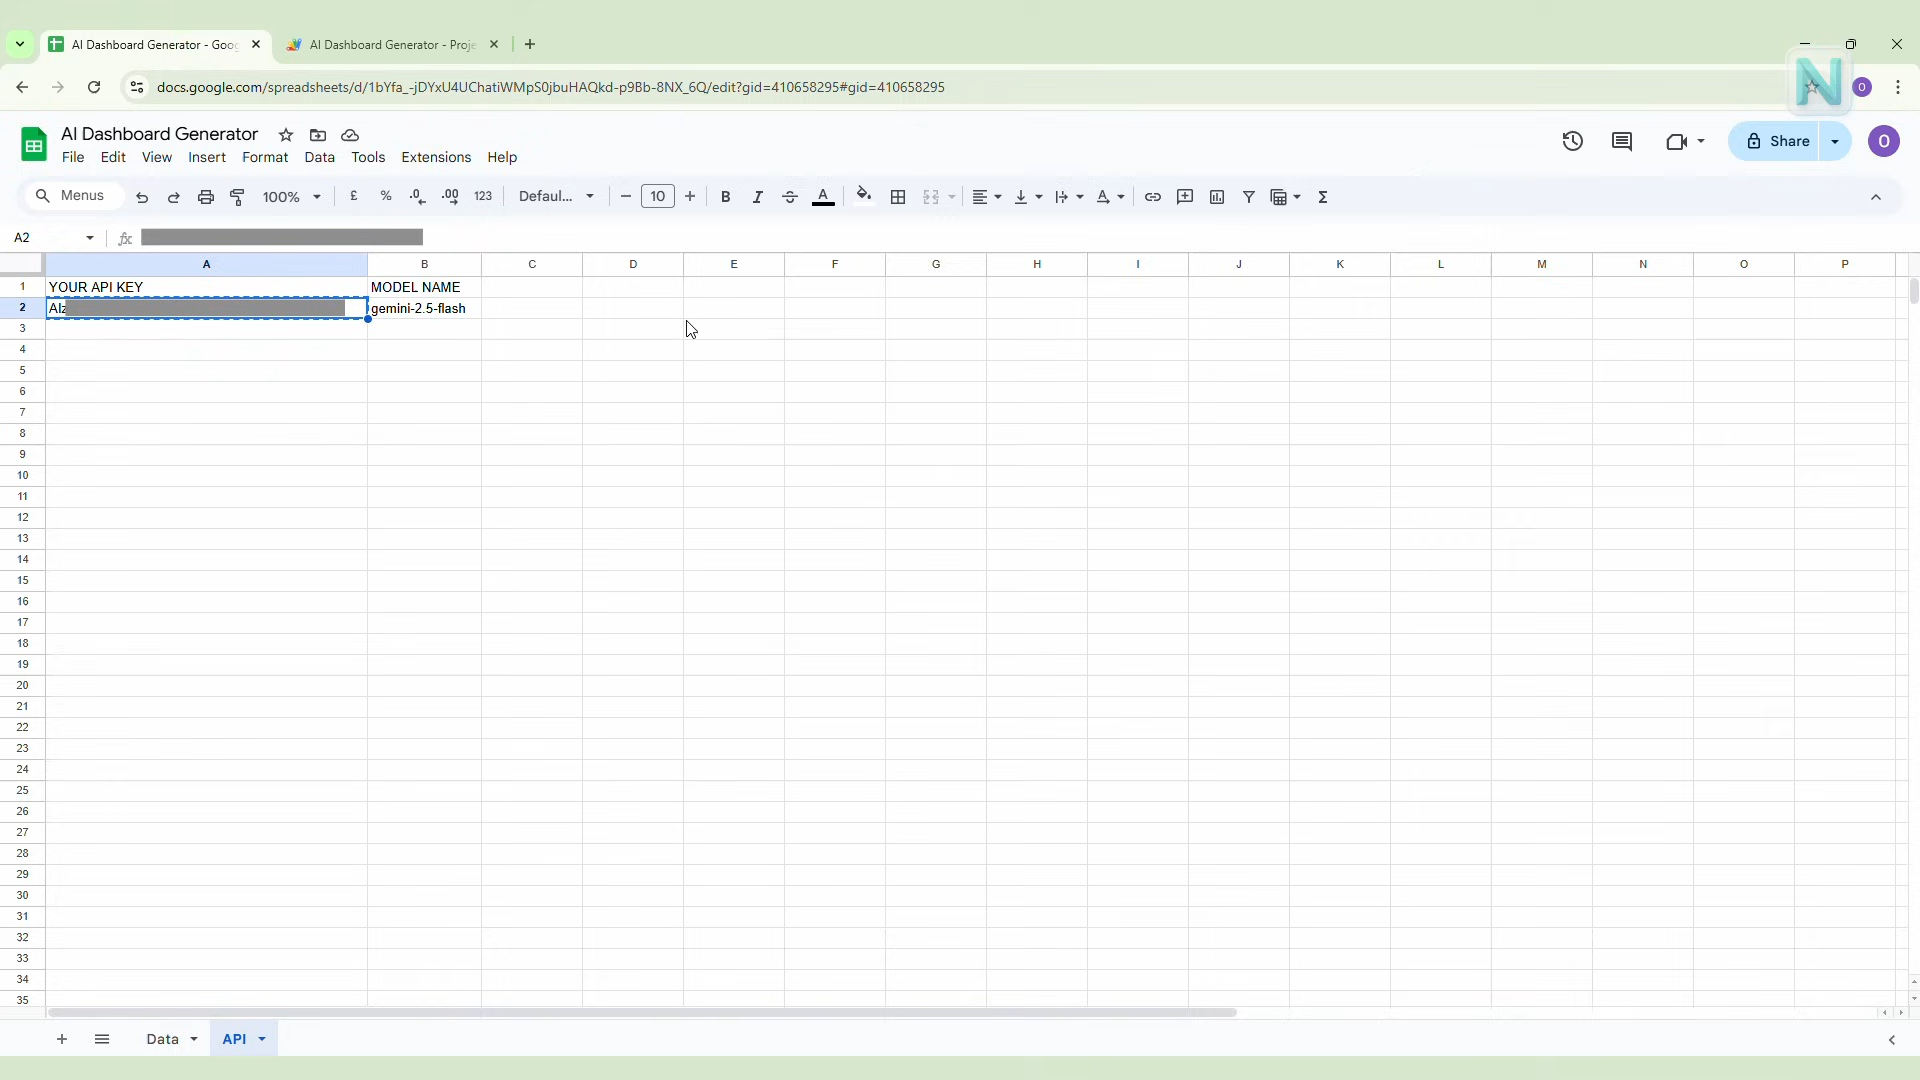 AI Dashboard Generator - Goo
AI Dashboard Generator - Proje
docs.google.com/spreadsheets/d/1bYfa_-jDYxU4UChatiWMpS0jbuHAQkd-p9Bb-8NX_6Q/edit?gid=410658295#gid=410658295
N
O
AI Dashboard Generator
File Edit View Insert Format Data Tools Extensions Help
Share
O
Menus 100% £ % .0 .00 123 Defaul... 10 B I A Σ
A2 fx
A B C D E F G H I J K L M N O P
1 YOUR API KEY MODEL NAME
2 AIz gemini-2.5-flash
3
4
5
6
7
8
9
10
11
12
13
14
15
16
17
18
19
20
21
22
23
24
25
26
27
28
29
30
31
32
33
34
35
Data API